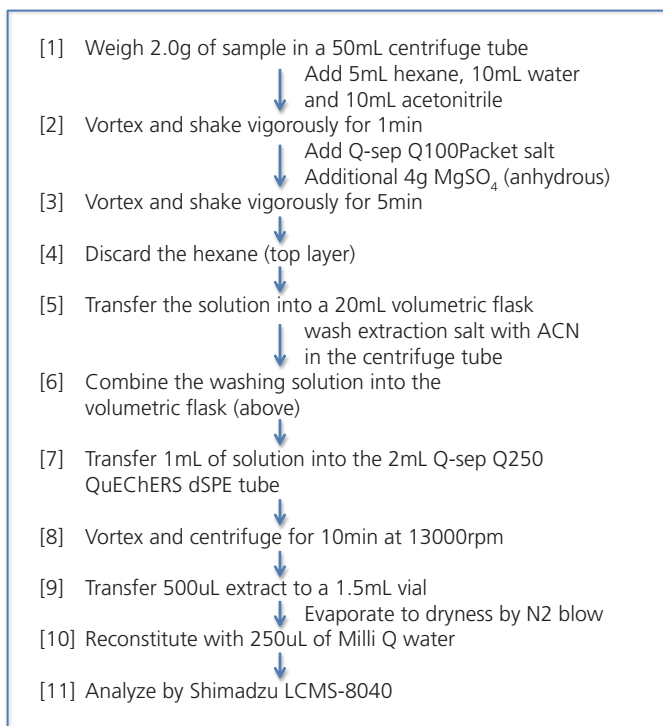 [1] Weigh 2.0g of sample in a 50mL centrifuge tube
Add 5mL hexane, 10mL water
and 10mL acetonitrile
[2] Vortex and shake vigorously for 1min
Add Q-sep Q100Packet salt
Additional 4g MgSO₄ (anhydrous)
[3] Vortex and shake vigorously for 5min
[4] Discard the hexane (top layer)
[5] Transfer the solution into a 20mL volumetric flask
wash extraction salt with ACN
in the centrifuge tube
[6] Combine the washing solution into the
volumetric flask (above)
[7] Transfer 1mL of solution into the 2mL Q-sep Q250
QuEChERS dSPE tube
[8] Vortex and centrifuge for 10min at 13000rpm
[9] Transfer 500uL extract to a 1.5mL vial
Evaporate to dryness by N2 blow
[10] Reconstitute with 250uL of Milli Q water
[11] Analyze by Shimadzu LCMS-8040